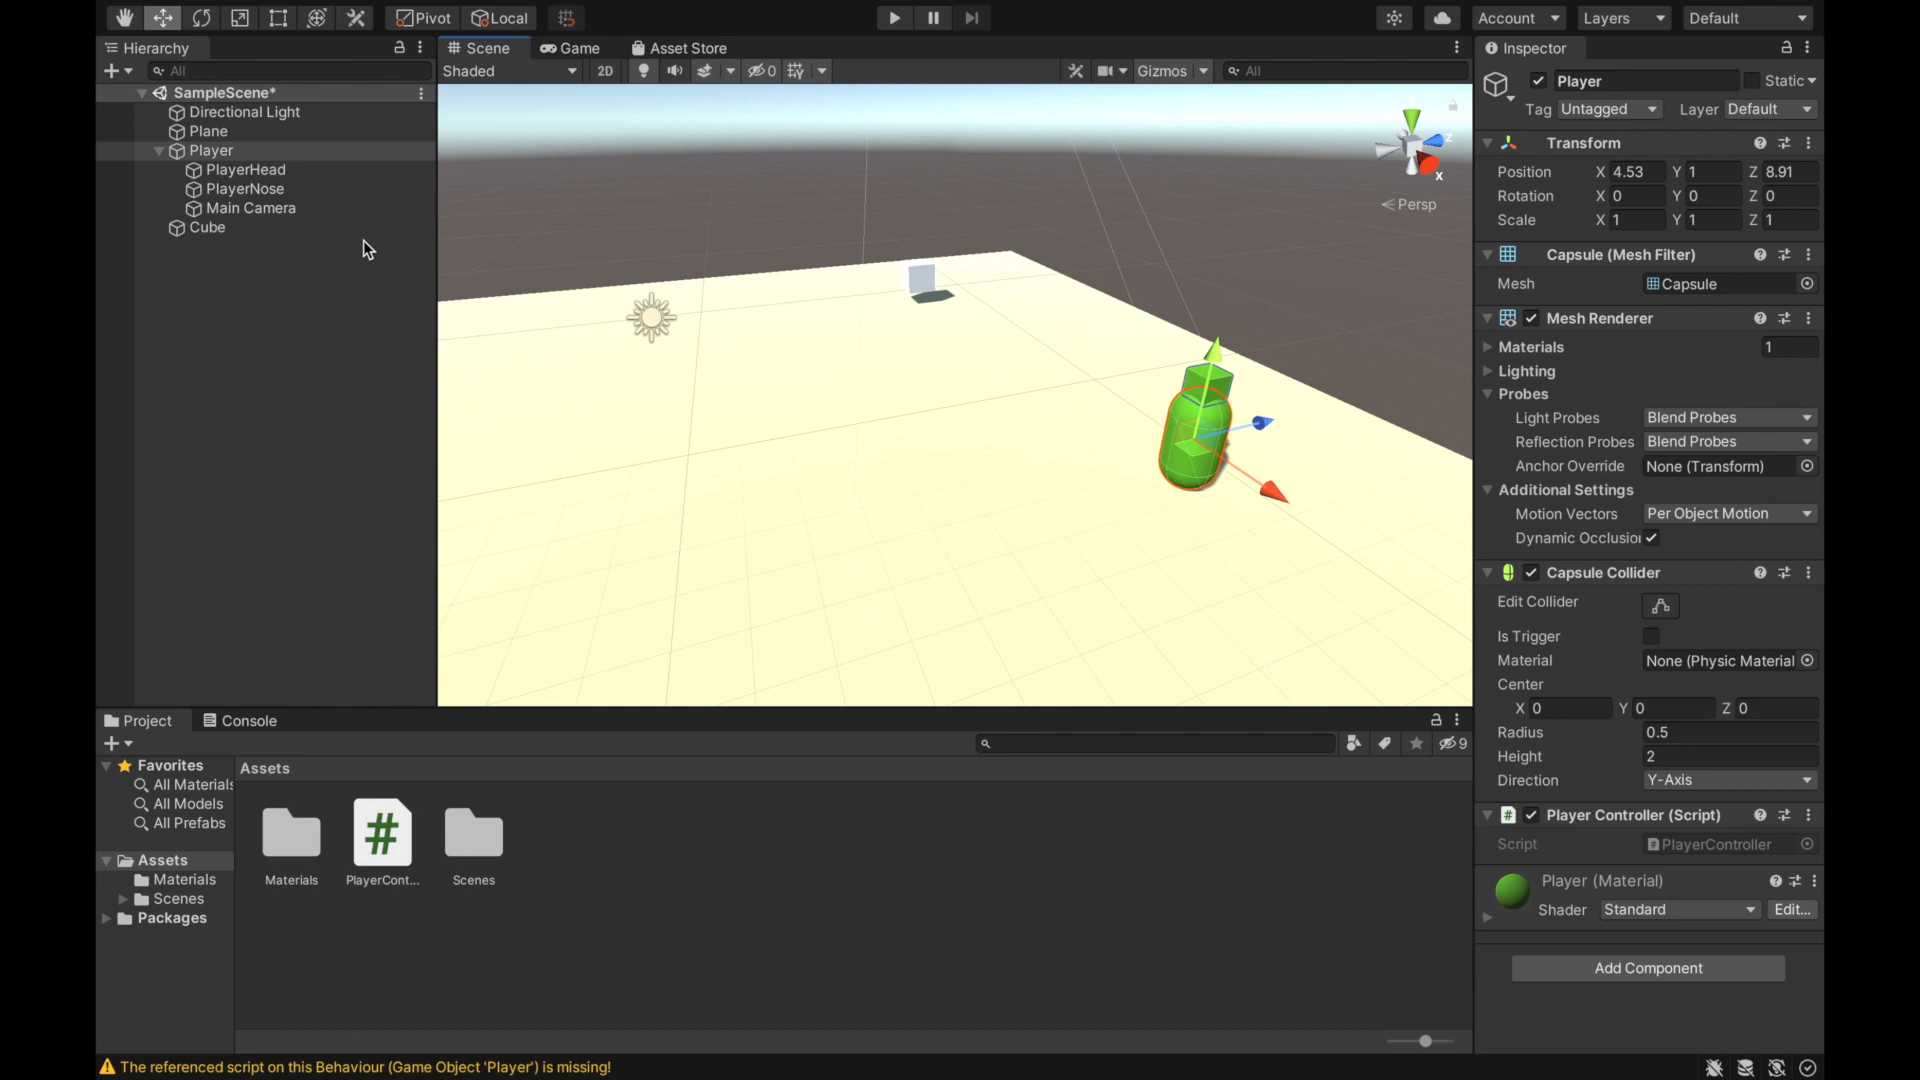 Pivot Local Account Layers Default
Hierarchy Scene Game Asset Store Inspector
All Shaded 2D 0 Gizmos All
SampleScene*
Directional Light
Plane
Player
PlayerHead
PlayerNose
Main Camera
Cube
z
x
Persp
Player Static
Tag Untagged Layer Default
Transform
Position X 4.53 Y 1 Z 8.91
Rotation X 0 Y 0 Z 0
Scale X 1 Y 1 Z 1
Capsule (Mesh Filter)
Mesh Capsule
Mesh Renderer
Materials 1
Lighting
Probes
Light Probes Blend Probes
Reflection Probes Blend Probes
Anchor Override None (Transform)
Additional Settings
Motion Vectors Per Object Motion
Dynamic Occlusio
Capsule Collider
Edit Collider
Is Trigger
Material None (Physic Material
Center
X 0 Y 0 Z 0
Radius 0.5
Height 2
Direction Y-Axis
# Player Controller (Script)
Script PlayerController
Player (Material)
Shader Standard Edit...
Add Component
Project Console
9
Favorites
All Materials
All Models
All Prefabs
Assets
Materials
Scenes
Packages
Assets
#
Materials PlayerCont... Scenes
The referenced script on this Behaviour (Game Object 'Player') is missing!